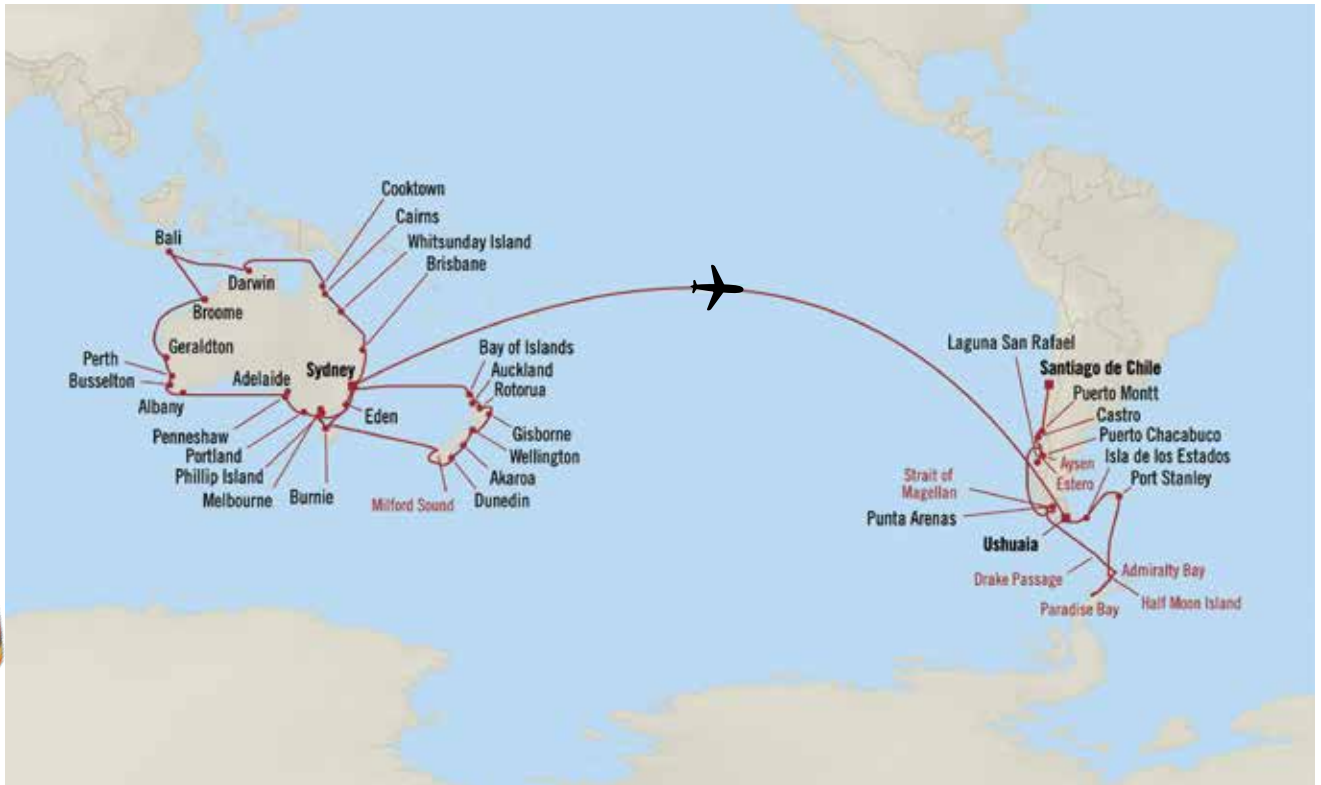 Cooktown
Cairns
Whitsunday Island
Brisbane
Bali
Darwin
Broome
Geraldton
Perth
Busselton
Albany
Adelaide
Sydney
Eden
Penneshaw
Portland
Phillip Island
Melbourne
Burnie
Bay of Islands
Auckland
Rotorua
Gisborne
Wellington
Akaroa
Dunedin
Milford Sound
Laguna San Rafael
Santiago de Chile
Puerto Montt
Castro
Puerto Chacabuco
Aysen
Estero
Isla de los Estados
Port Stanley
Strait of
Magellan
Punta Arenas
Ushuaia
Drake Passage
Admiralty Bay
Half Moon Island
Paradise Bay